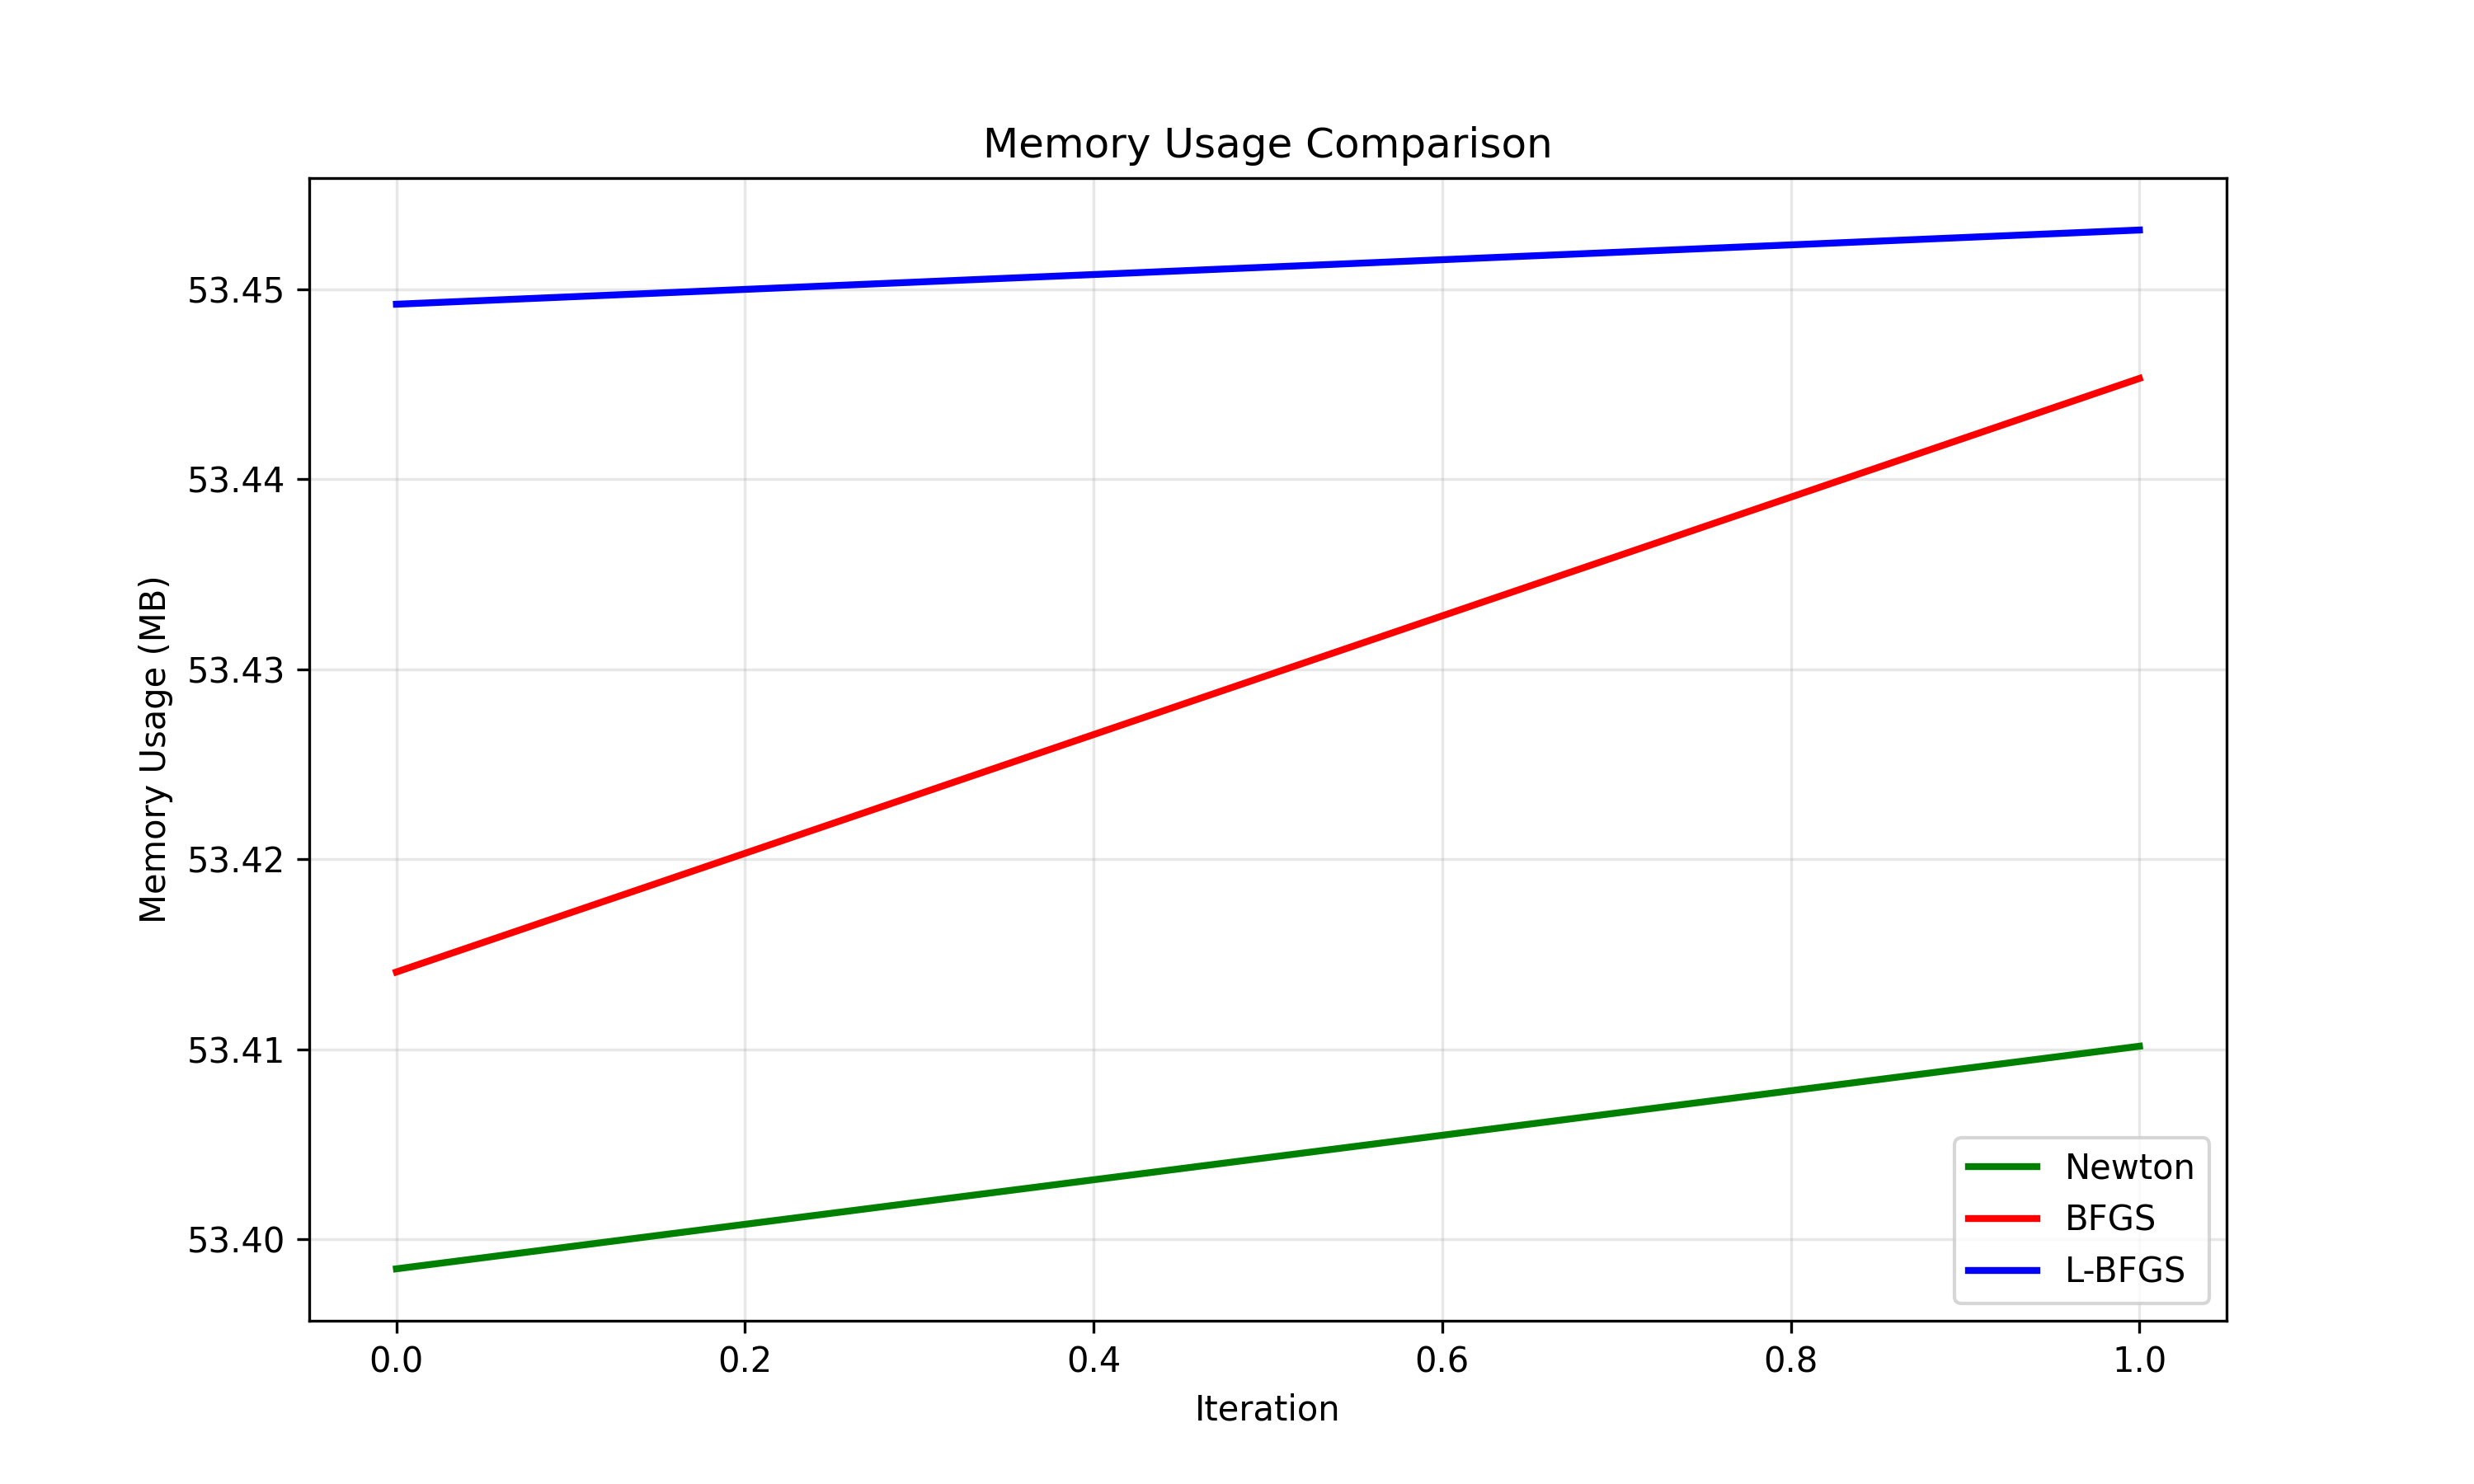 Memory Usage Comparison
Memory Usage (MB)
53.45
53.44
53.43
53.42
53.41
53.40
0.0 0.2 0.4 0.6 0.8 1.0
Iteration
Newton
BFGS
L-BFGS